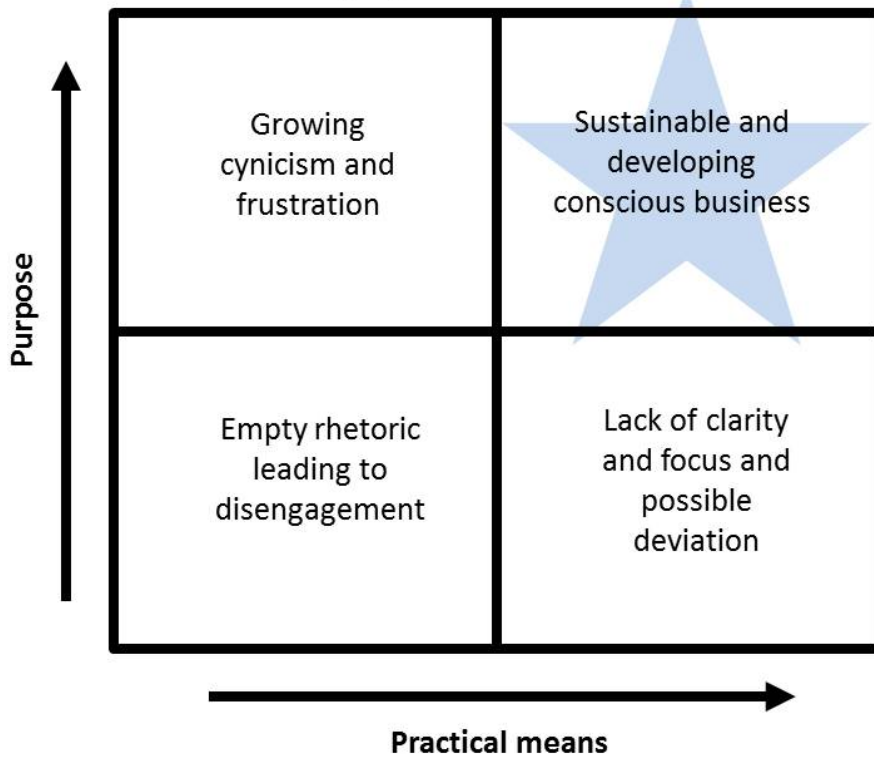 Growing
cynicism and
frustration
Sustainable and
developing
conscious business
Purpose
Empty rhetoric
leading to
disengagement
Lack of clarity
and focus and
possible
deviation
Practical means